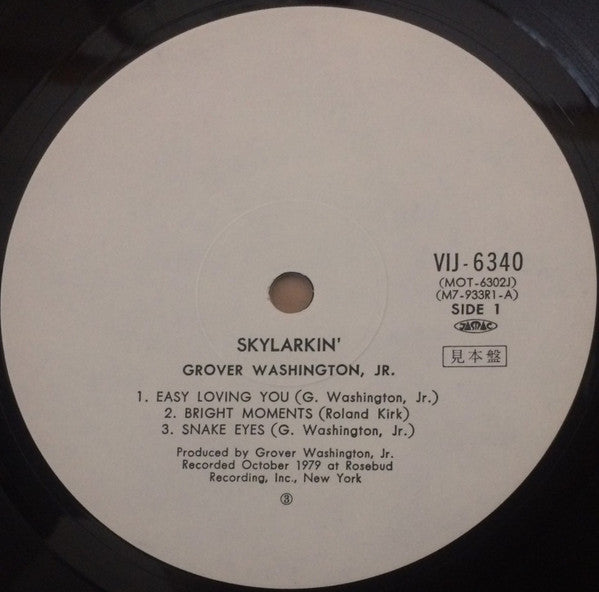 VIJ-6340
(MOT-6302J)
(M7-933R1-A)
SIDE 1
JASRAC
見本盤
SKYLARKIN'
GROVER WASHINGTON, JR.
1. EASY LOVING YOU (G. Washington, Jr.)
2. BRIGHT MOMENTS (Roland Kirk)
3. SNAKE EYES (G. Washington, Jr.)
Produced by Grover Washington, Jr.
Recorded October 1979 at Rosebud
Recording, Inc., New York
③